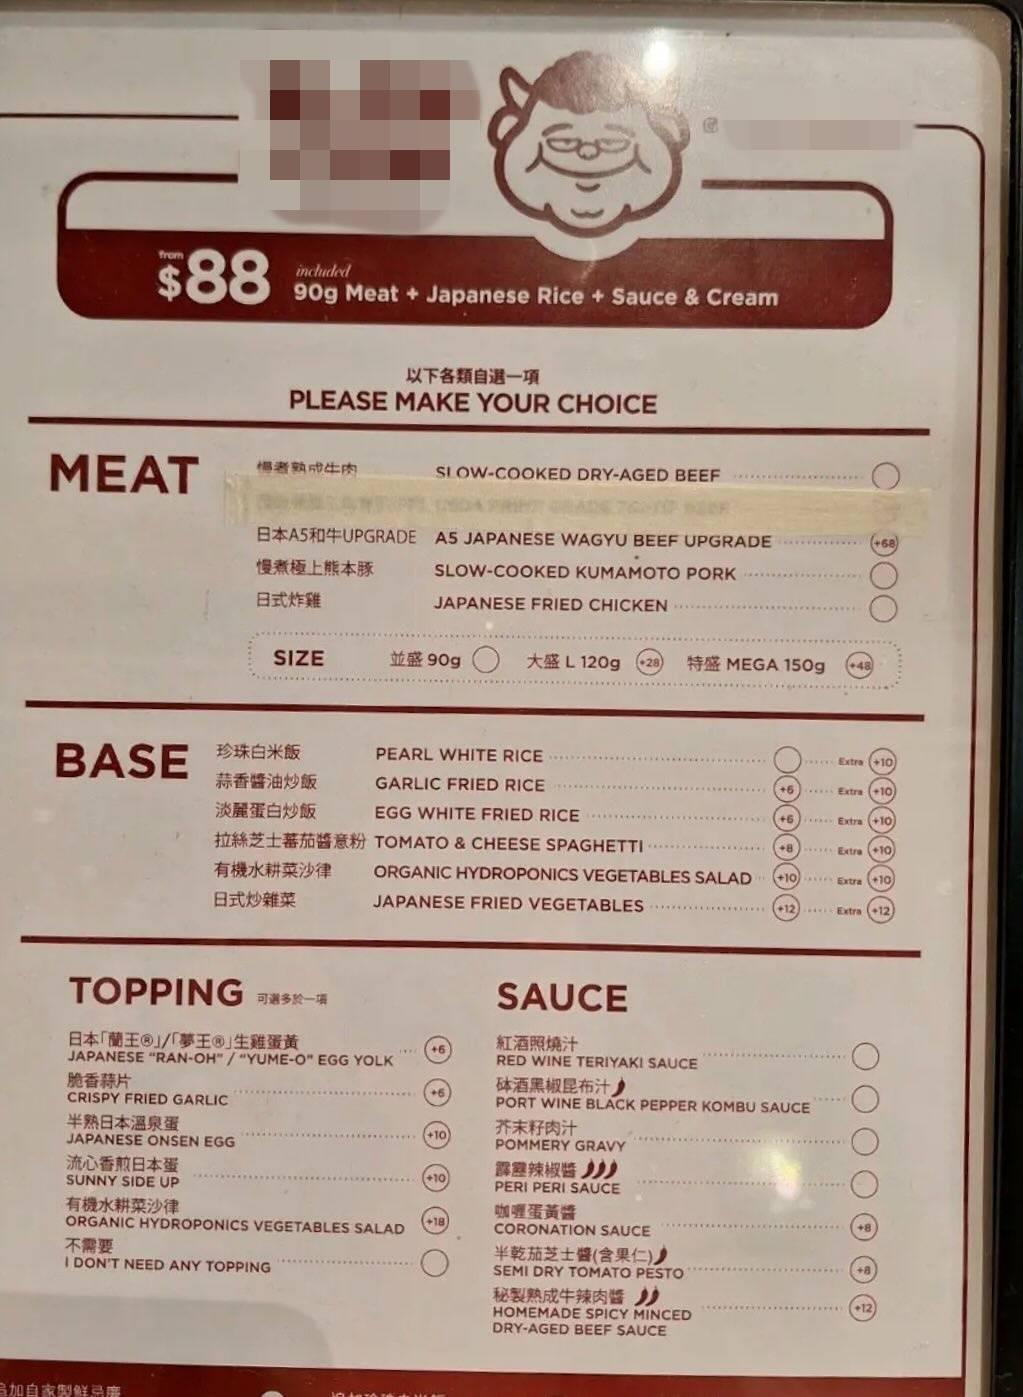 from
$88
included
90g Meat + Japanese Rice + Sauce & Cream
以下各類自選一項
PLEASE MAKE YOUR CHOICE
MEAT
慢煮熟成牛肉 SLOW-COOKED DRY-AGED BEEF
日本A5和牛UPGRADE A5 JAPANESE WAGYU BEEF UPGRADE +68
慢煮極上熊本豚 SLOW-COOKED KUMAMOTO PORK
日式炸雞 JAPANESE FRIED CHICKEN
SIZE 並盛 90g 大盛 L 120g +28 特盛 MEGA 150g +48
BASE
珍珠白米飯 PEARL WHITE RICE Extra +10
蒜香醬油炒飯 GARLIC FRIED RICE +6 Extra +10
淡麗蛋白炒飯 EGG WHITE FRIED RICE +6 Extra +10
拉絲芝士蕃茄醬意粉 TOMATO & CHEESE SPAGHETTI +8 Extra +10
有機水耕菜沙律 ORGANIC HYDROPONICS VEGETABLES SALAD +10 Extra +10
日式炒雜菜 JAPANESE FRIED VEGETABLES +12 Extra +12
TOPPING 可選多於一項
日本「蘭王®」/「夢王®」生雞蛋黃
JAPANESE "RAN-OH" / "YUME-O" EGG YOLK +6
脆香蒜片
CRISPY FRIED GARLIC +6
半熟日本溫泉蛋
JAPANESE ONSEN EGG +10
流心香煎日本蛋
SUNNY SIDE UP +10
有機水耕菜沙律
ORGANIC HYDROPONICS VEGETABLES SALAD +18
不需要
I DON'T NEED ANY TOPPING
SAUCE
紅酒照燒汁
RED WINE TERIYAKI SAUCE
砵酒黑椒昆布汁
PORT WINE BLACK PEPPER KOMBU SAUCE
芥末籽肉汁
POMMERY GRAVY
霹靂辣椒醬
PERI PERI SAUCE
咖喱蛋黃醬
CORONATION SAUCE +8
半乾茄芝士醬(含果仁)
SEMI DRY TOMATO PESTO +8
秘製熟成牛辣肉醬
HOMEMADE SPICY MINCED
DRY-AGED BEEF SAUCE +12